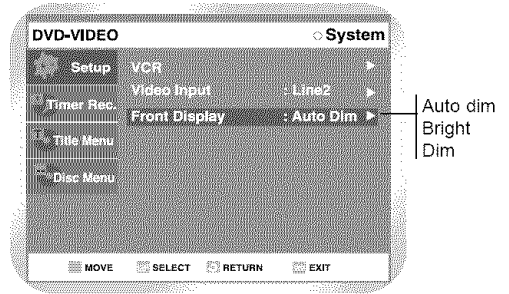 DVD-VIDEO System
Setup VCR
Video Input : Line2
Timer Rec.
Front Display : Auto Dim
Title Menu
Disc Menu
MOVE SELECT RETURN EXIT
Auto dim
Bright
Dim